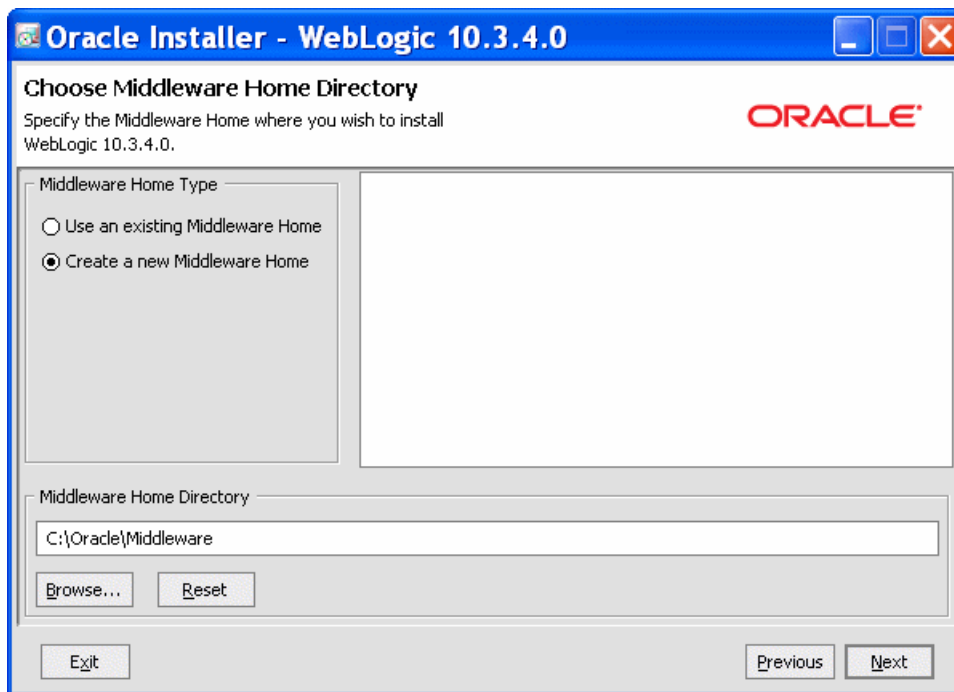 Oracle Installer - WebLogic 10.3.4.0
Choose Middleware Home Directory
Specify the Middleware Home where you wish to install
WebLogic 10.3.4.0.
ORACLE
Middleware Home Type
Use an existing Middleware Home
Create a new Middleware Home
Middleware Home Directory
C:\Oracle\Middleware
Browse...
Reset
Exit
Previous
Next